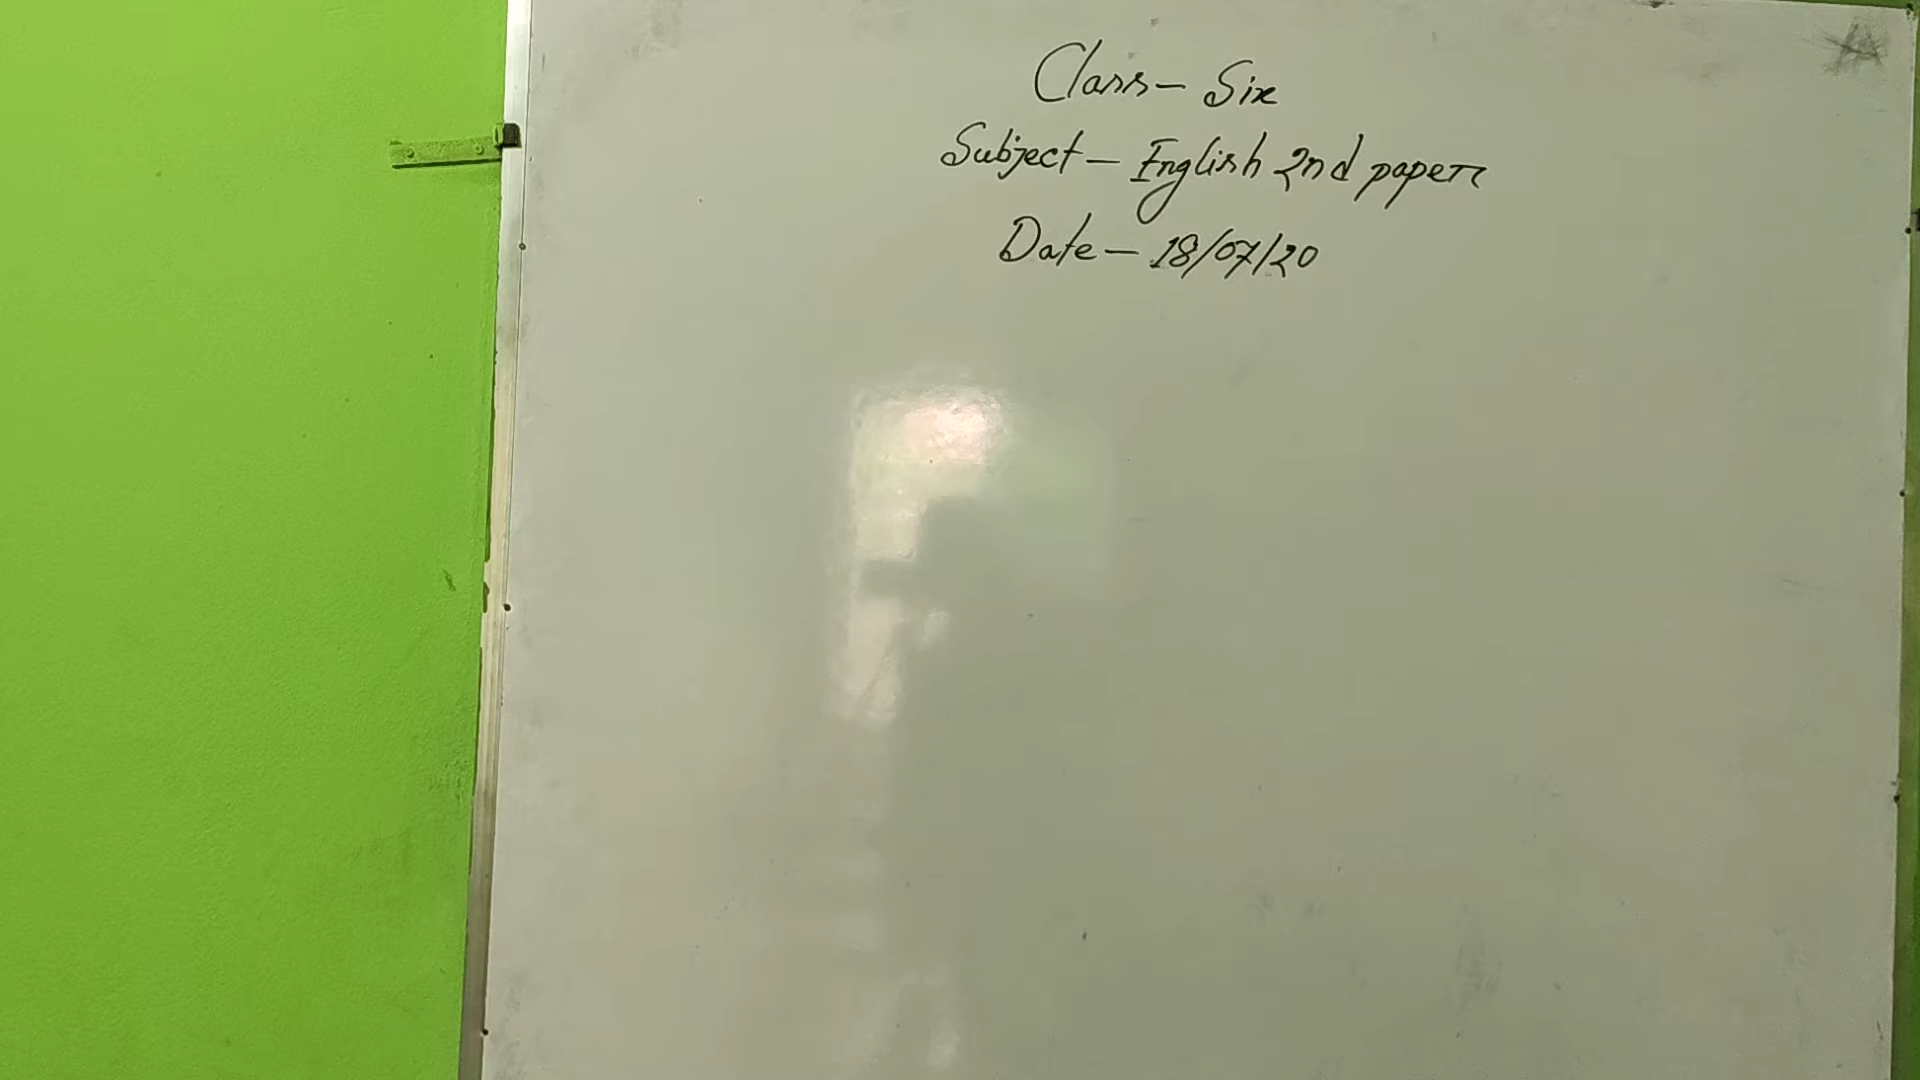 Class - Six
Subject - English 2nd paper
Date - 18/07/20